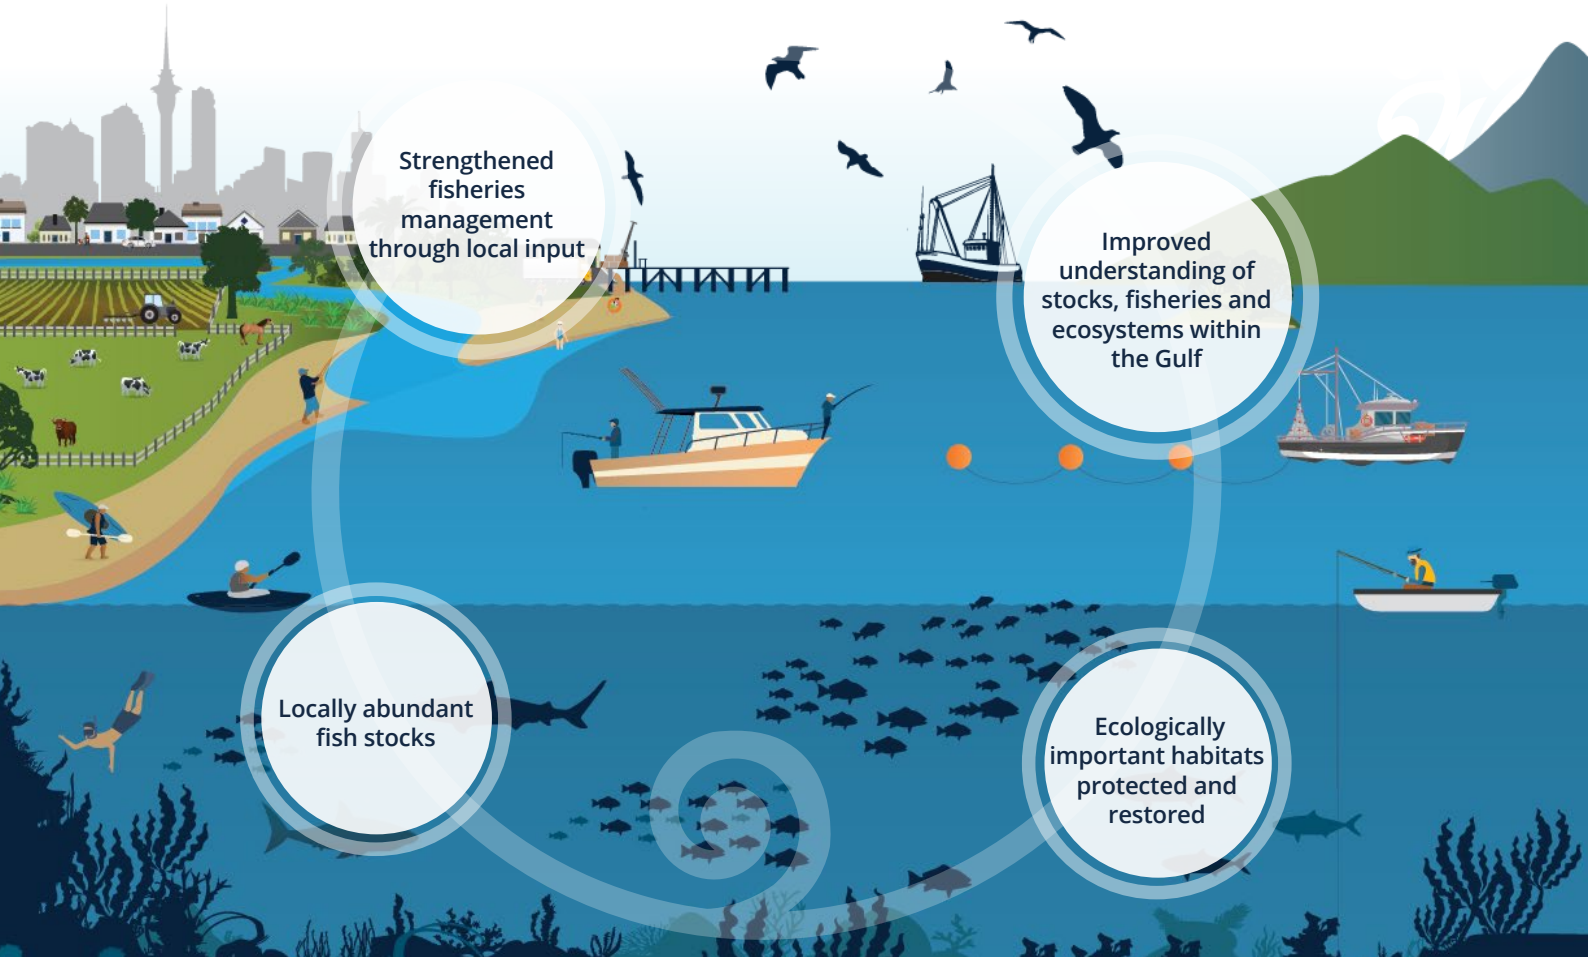 Strengthened
fisheries
management
through local input
Improved
understanding of
stocks, fisheries and
ecosystems within
the Gulf
Locally abundant
fish stocks
Ecologically
important habitats
protected and
restored